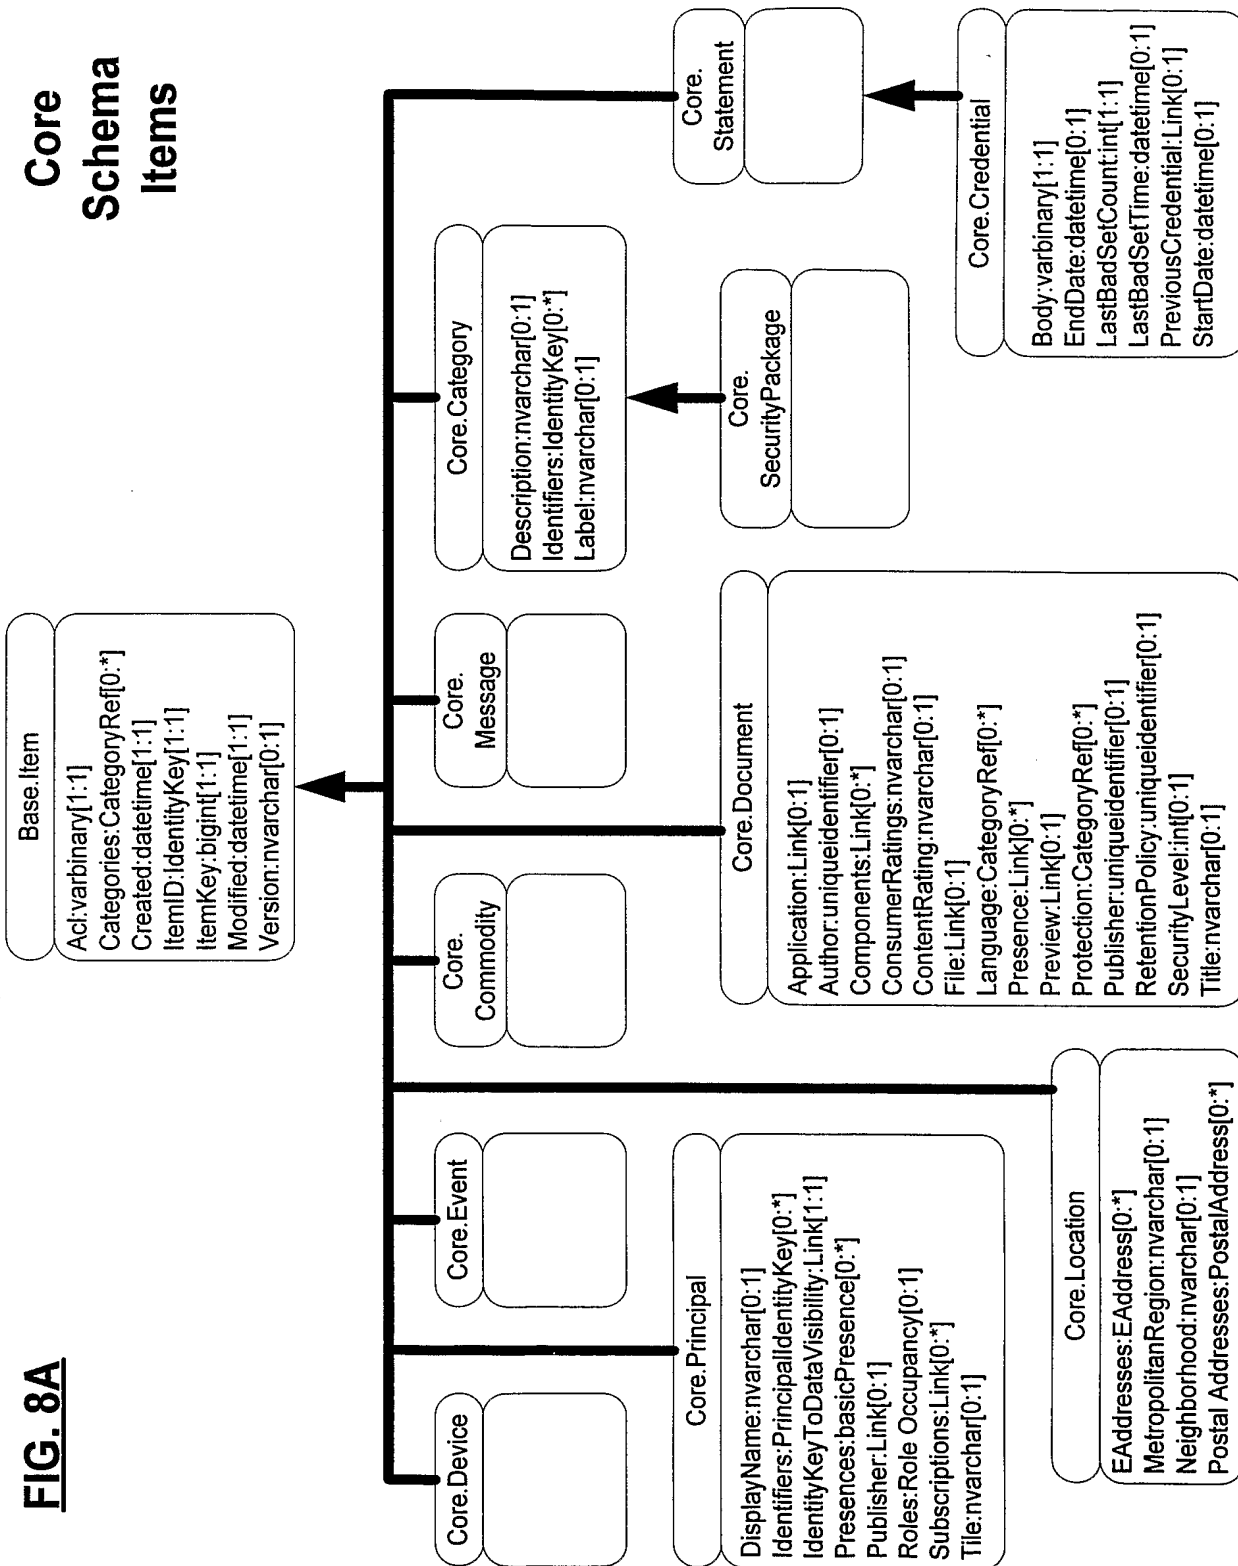 FIG. 8A
Core
Schema
Items
Base.Item
Acl:varbinary[1:1]
Categories:CategoryRef[0:*]
Created:datetime[1:1]
ItemID:IdentityKey[1:1]
ItemKey:bigint[1:1]
Modified:datetime[1:1]
Version:nvarchar[0:1]
Core.Device
Core.Event
Core.
Commodity
Core.
Message
Core.Category
Description:nvarchar[0:1]
Identifiers:IdentityKey[0:*]
Label:nvarchar[0:1]
Core.
Statement
Core.Principal
DisplayName:nvarchar[0:1]
Identifiers:PrincipalIdentityKey[0:*]
IdentityKeyToDataVisibility:Link[1:1]
Presences:basicPresence[0:*]
Publisher:Link[0:1]
Roles:Role Occupancy[0:1]
Subscriptions:Link[0:*]
Tile:nvarchar[0:1]
Core.Document
Application:Link[0:1]
Author:uniqueidentifier[0:1]
Components:Link[0:*]
ConsumerRatings:nvarchar[0:1]
ContentRating:nvarchar[0:1]
File:Link[0:1]
Language:CategoryRef[0:*]
Presence:Link]0:*]
Preview:Link[0:1]
Protection:CategoryRef[0:*]
Publisher:uniqueidentifier[0:1]
RetentionPolicy:uniqueidentifier[0:1]
SecurityLevel:int[0:1]
Title:nvarchar[0:1]
Core.
SecurityPackage
Core.Credential
Body:varbinary[1:1]
EndDate:datetime[0:1]
LastBadSetCount:int[1:1]
LastBadSetTime:datetime[0:1]
PreviousCredential:Link[0:1]
StartDate:datetime[0:1]
Core.Location
EAddresses:EAddress[0:*]
MetropolitanRegion:nvarchar[0:1]
Neighborhood:nvarchar[0:1]
Postal Addresses:PostalAddress[0:*]